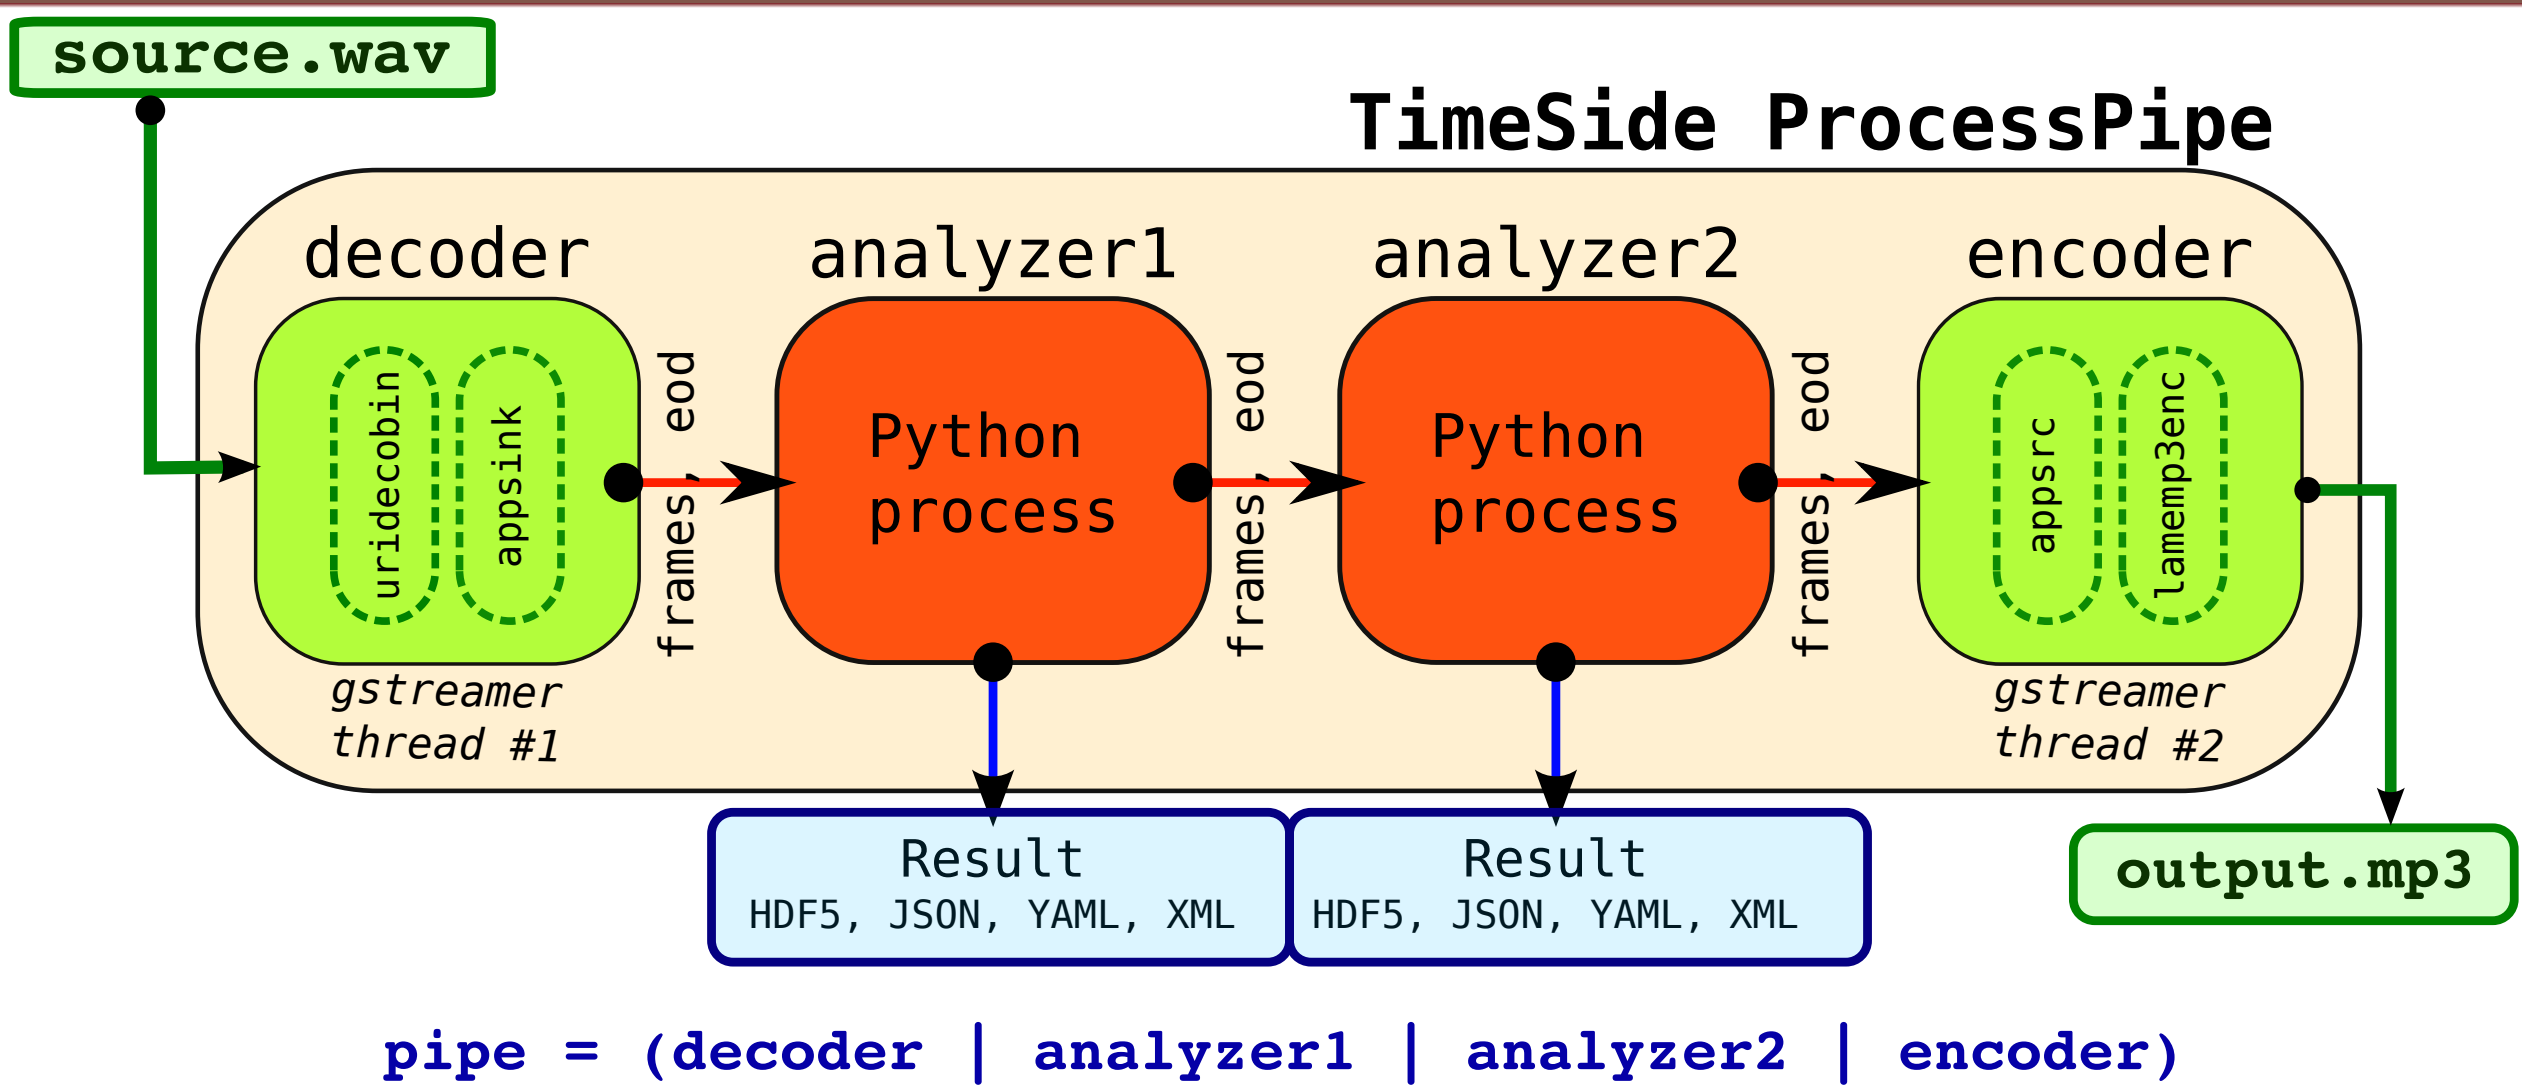 source.wav
TimeSide ProcessPipe
decoder
analyzer1
analyzer2
encoder
uridecobin
appsink
frames, eod
Python
process
frames, eod
Python
process
frames, eod
appsrc
lamemp3enc
gstreamer
thread #1
gstreamer
thread #2
Result
HDF5, JSON, YAML, XML
Result
HDF5, JSON, YAML, XML
output.mp3
pipe = (decoder | analyzer1 | analyzer2 | encoder)